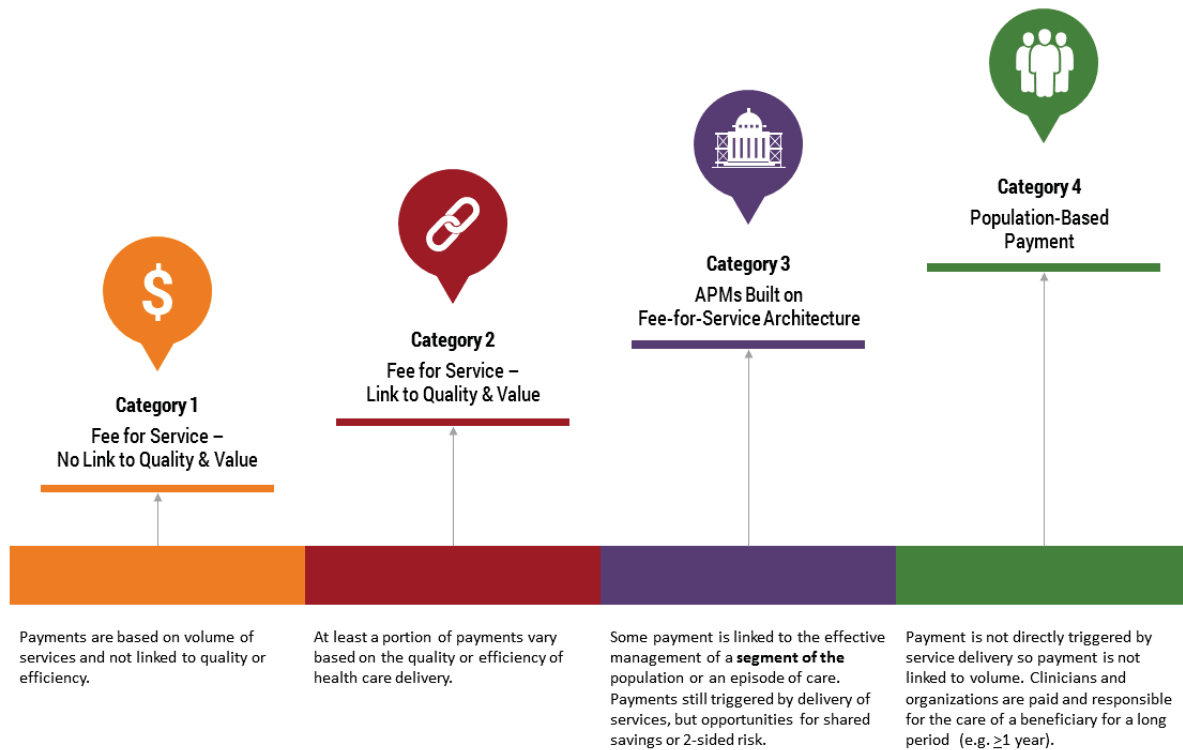 $
Category 1
Fee for Service –
No Link to Quality & Value
Category 2
Fee for Service –
Link to Quality & Value
Category 3
APMs Built on
Fee-for-Service Architecture
Category 4
Population-Based
Payment
Payments are based on volume of
services and not linked to quality or
efficiency.
At least a portion of payments vary
based on the quality or efficiency of
health care delivery.
Some payment is linked to the effective
management of a segment of the
population or an episode of care.
Payments still triggered by delivery of
services, but opportunities for shared
savings or 2-sided risk.
Payment is not directly triggered by
service delivery so payment is not
linked to volume. Clinicians and
organizations are paid and responsible
for the care of a beneficiary for a long
period (e.g. ≥1 year).